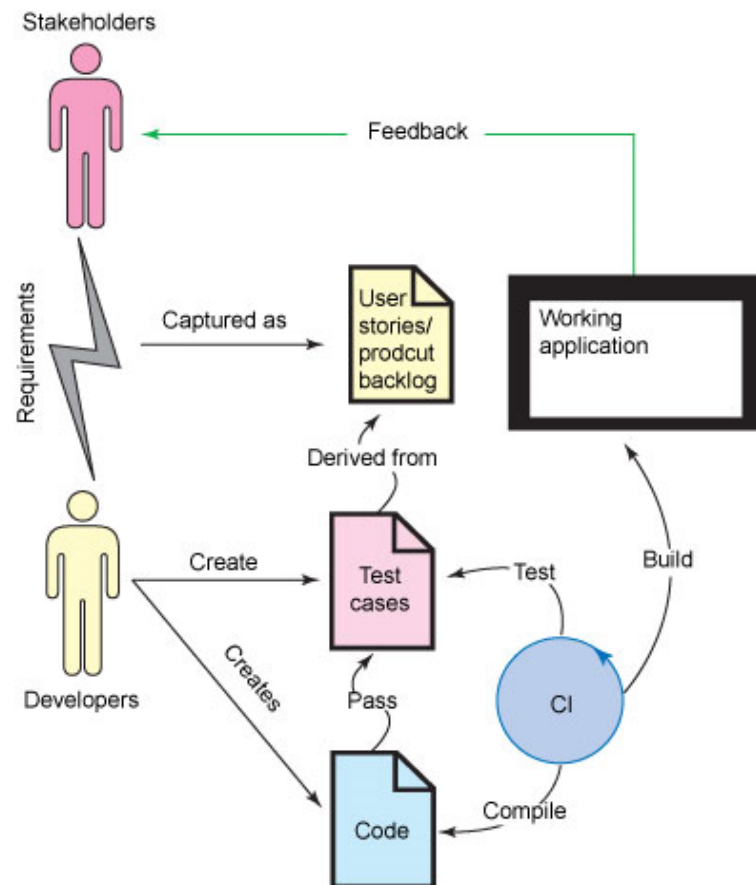 Stakeholders
Feedback
Requirements
Captured as
User
stories/
prodcut
backlog
Working
application
Derived from
Create
Test
cases
Test
Build
Creates
Developers
Pass
CI
Code
Compile